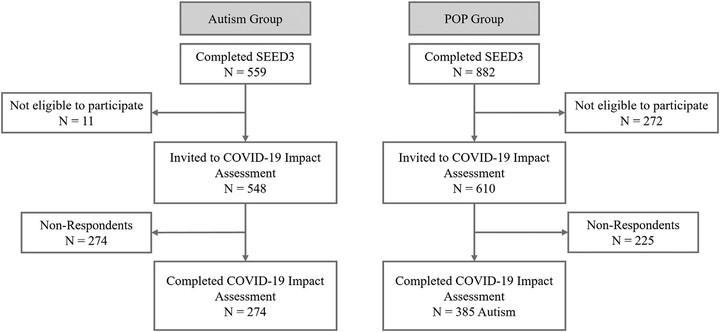 Autism Group
Completed SEED3
N = 559
Not eligible to participate
N = 11
Invited to COVID-19 Impact
Assessment
N = 548
Non-Respondents
N = 274
Completed COVID-19 Impact
Assessment
N = 274
POP Group
Completed SEED3
N = 882
Not eligible to participate
N = 272
Invited to COVID-19 Impact
Assessment
N = 610
Non-Respondents
N = 225
Completed COVID-19 Impact
Assessment
N = 385 Autism